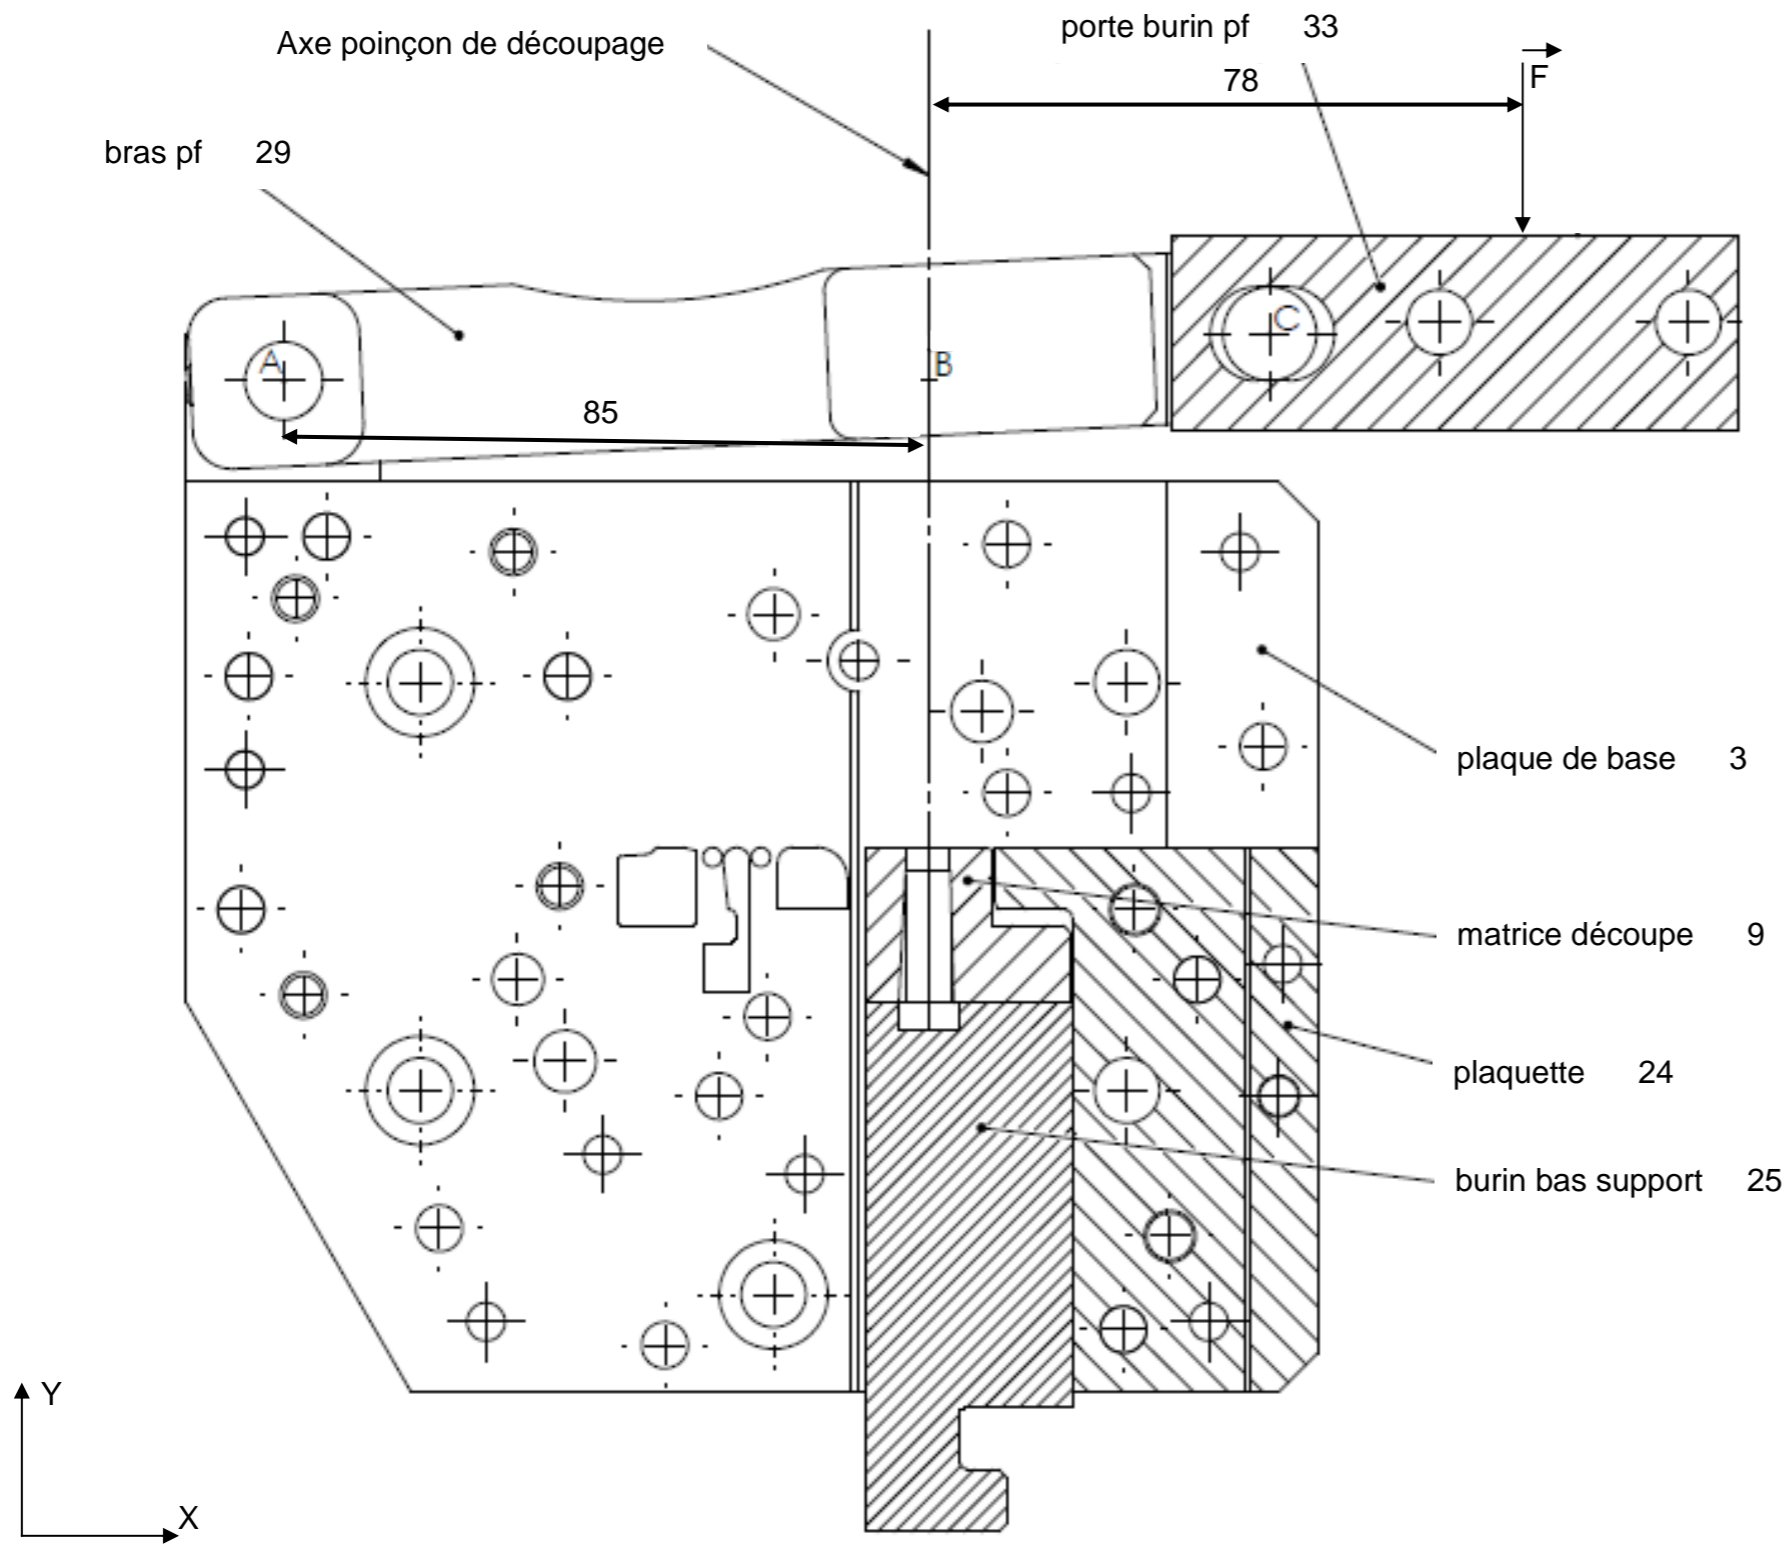 porte burin pf 33
Axe poinçon de découpage
F
78
bras pf 29
C
A
B
85
plaque de base 3
matrice découpe 9
plaquette 24
burin bas support 25
Y
X